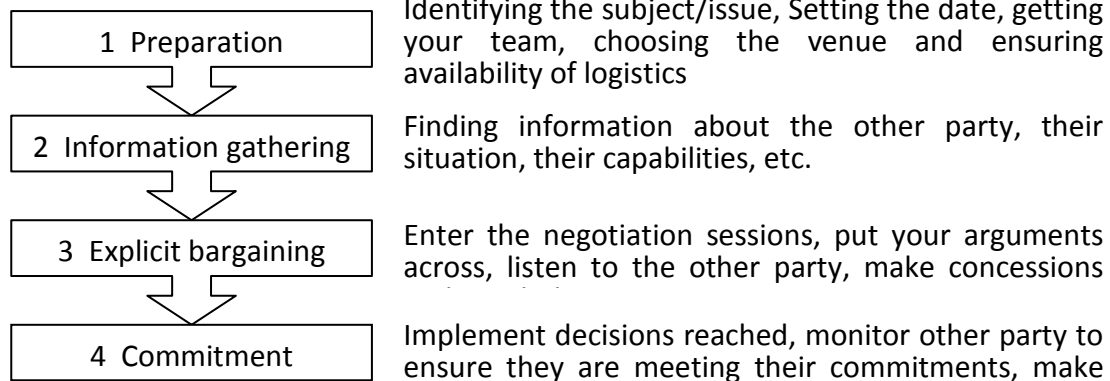 Identifying the subject/issue, Setting the date, getting
1 Preparation
your team, choosing the venue and ensuring
availability of logistics
Finding information about the other party, their
2 Information gathering
situation, their capabilities, etc.
Enter the negotiation sessions, put your arguments
3 Explicit bargaining
across, listen to the other party, make concessions
Implement decisions reached, monitor other party to
4 Commitment
ensure they are meeting their commitments, make